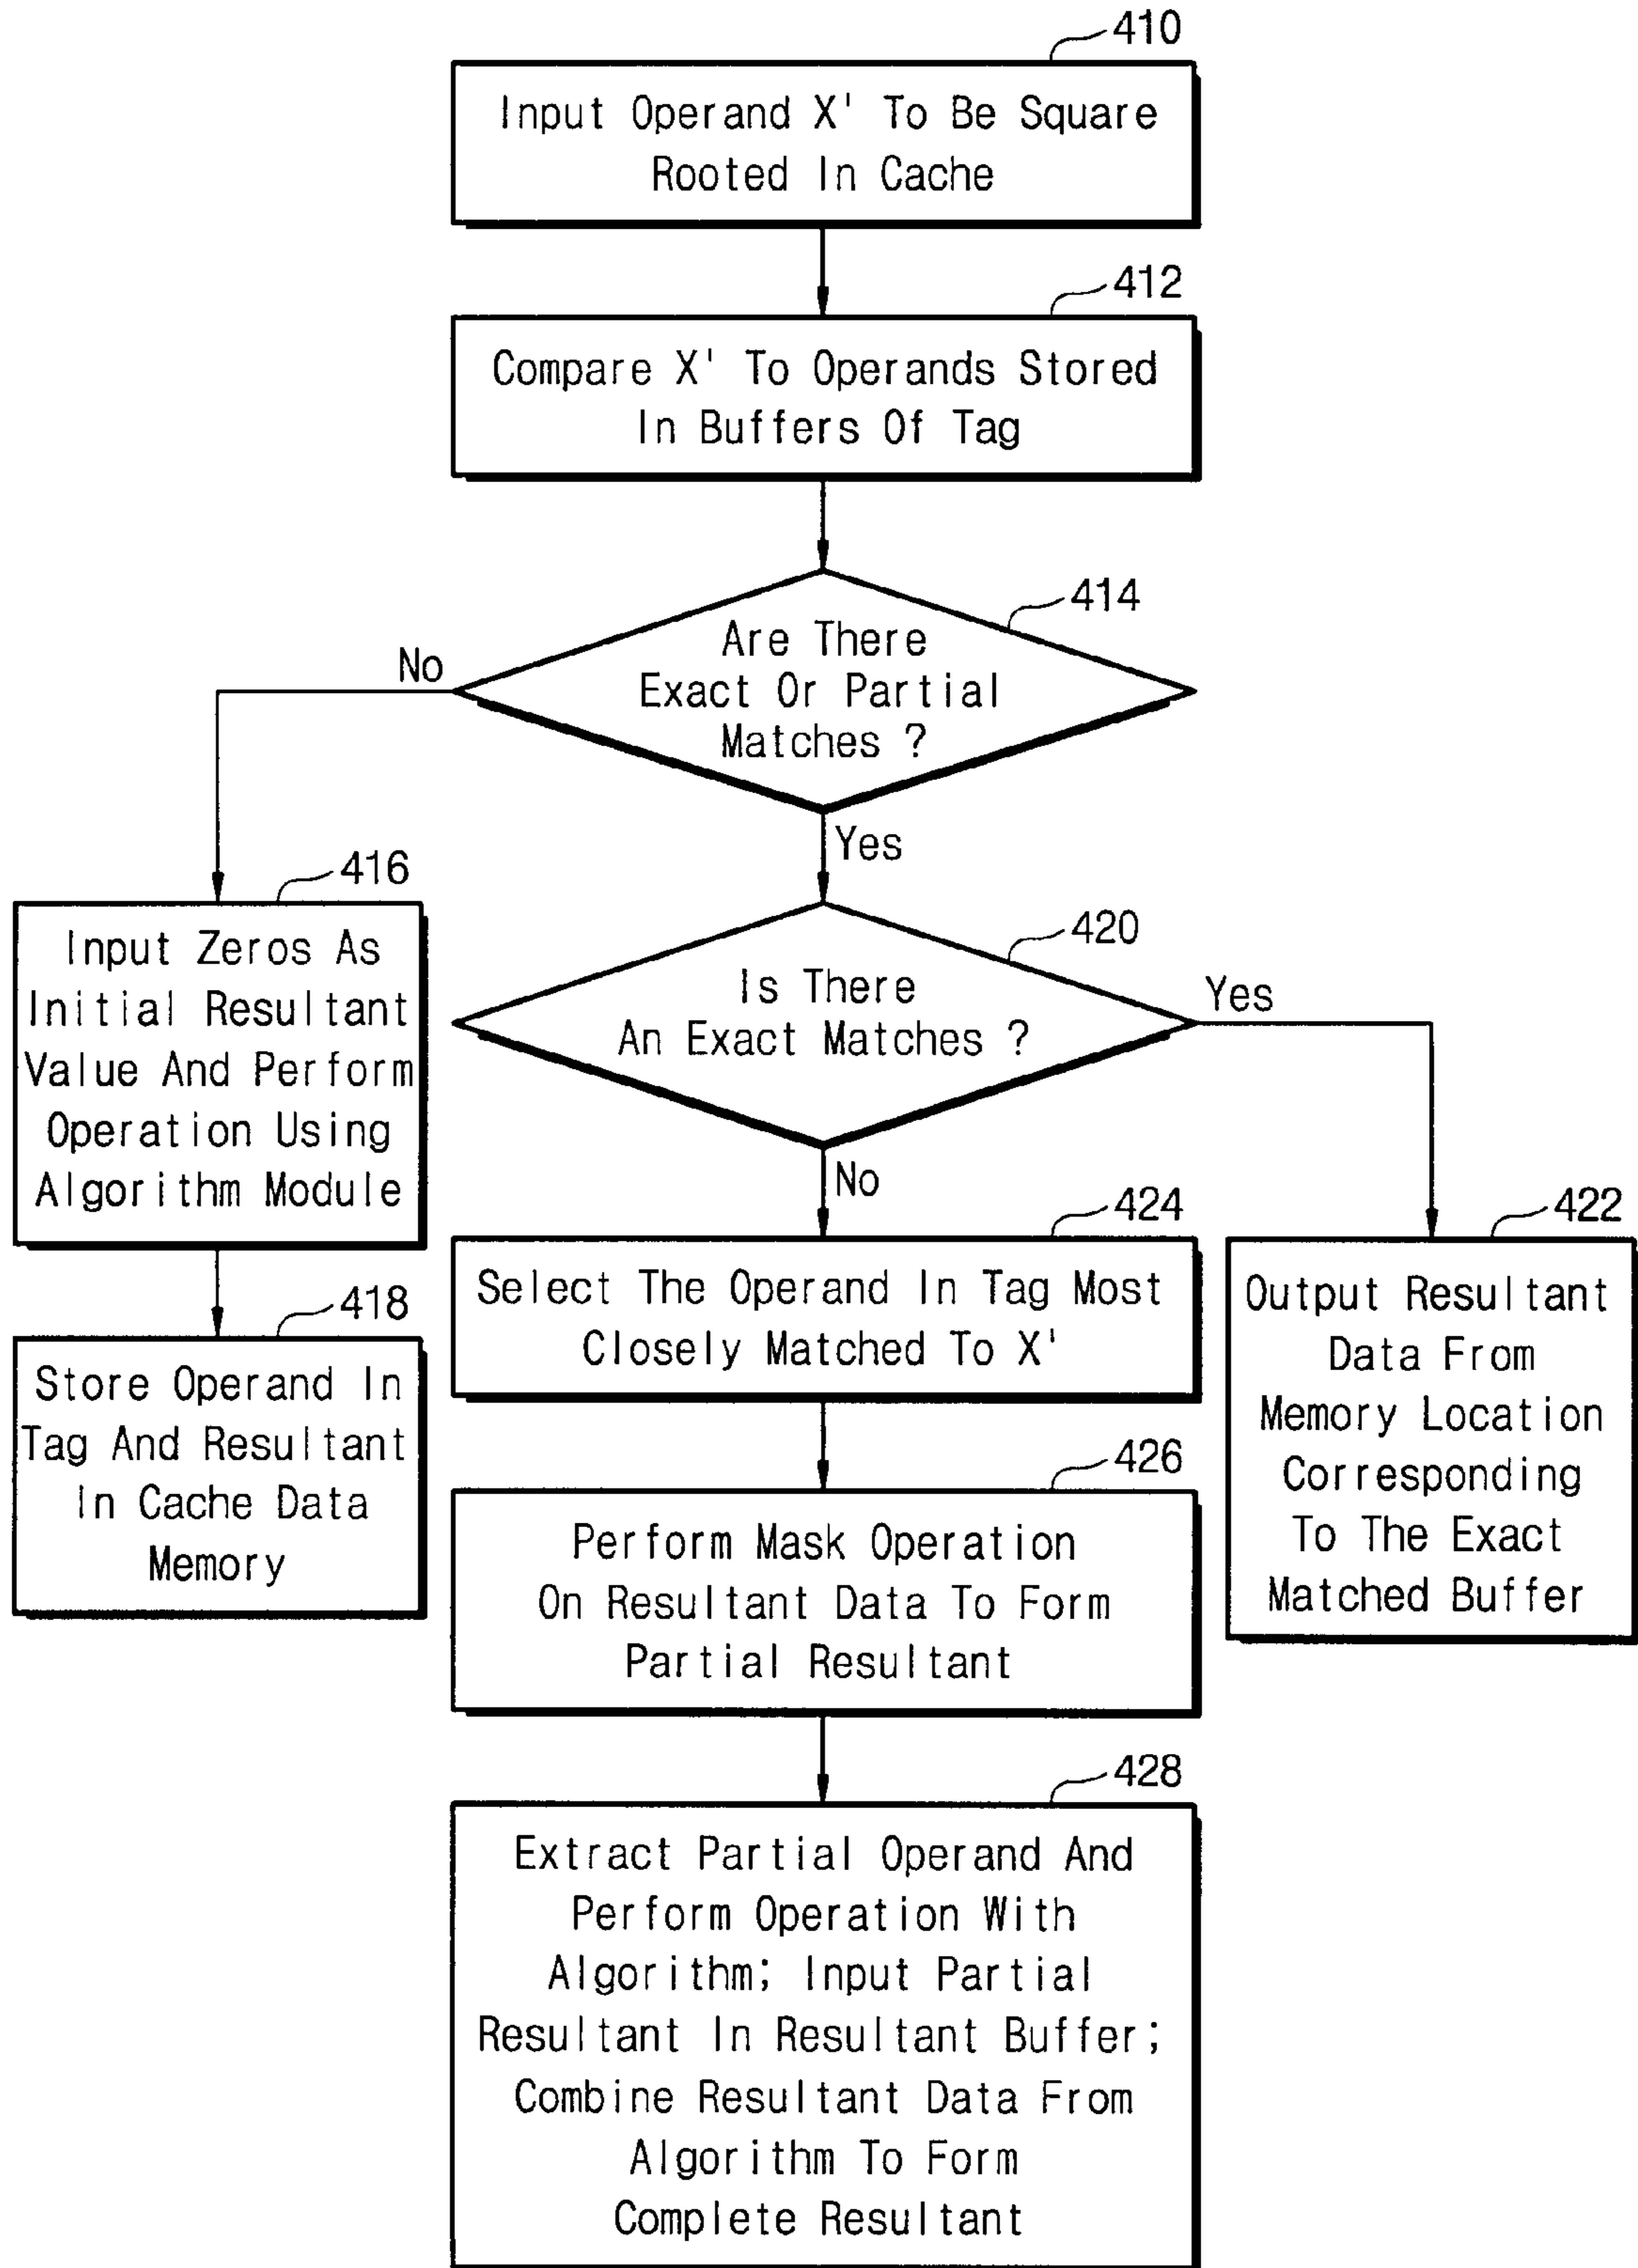 410
Input Operand X' To Be Square
Rooted In Cache
412
Compare X' To Operands Stored
In Buffers Of Tag
414
Are There
Exact Or Partial
Matches ?
No
Yes
416
Input Zeros As
Initial Resultant
Value And Perform
Operation Using
Algorithm Module
420
Is There
An Exact Matches ?
Yes
No
418
Store Operand In
Tag And Resultant
In Cache Data
Memory
424
Select The Operand In Tag Most
Closely Matched To X'
422
Output Resultant
Data From
Memory Location
Corresponding
To The Exact
Matched Buffer
426
Perform Mask Operation
On Resultant Data To Form
Partial Resultant
428
Extract Partial Operand And
Perform Operation With
Algorithm; Input Partial
Resultant In Resultant Buffer;
Combine Resultant Data From
Algorithm To Form
Complete Resultant